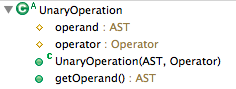 UnaryOperation
operand : AST
operator : Operator
UnaryOperation(AST, Operator)
getOperand() : AST